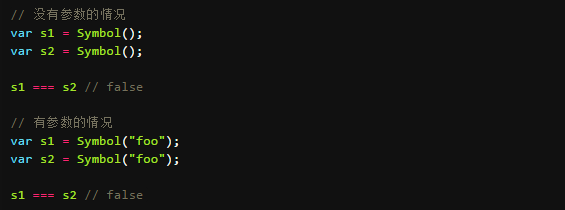 // 没有参数的情况
var s1 = Symbol();
var s2 = Symbol();
s1 === s2 // false
// 有参数的情况
var s1 = Symbol("foo");
var s2 = Symbol("foo");
s1 === s2 // false